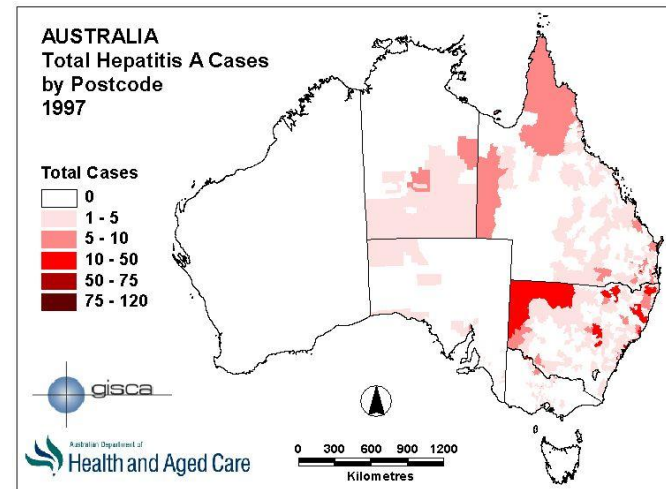 AUSTRALIA
Total Hepatitis A Cases
by Postcode
1997
Total Cases
0
1 - 5
5 - 10
10 - 50
50 - 75
75 - 120
gisca
Australian Department of
Health and Aged Care
0 300 600 900 1200
Kilometres